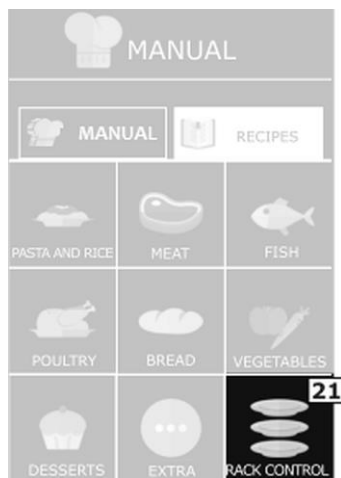 MANUAL
MANUAL RECIPES
PASTA AND RICE MEAT FISH
POULTRY BREAD VEGETABLES
21
DESSERTS EXTRA RACK CONTROL